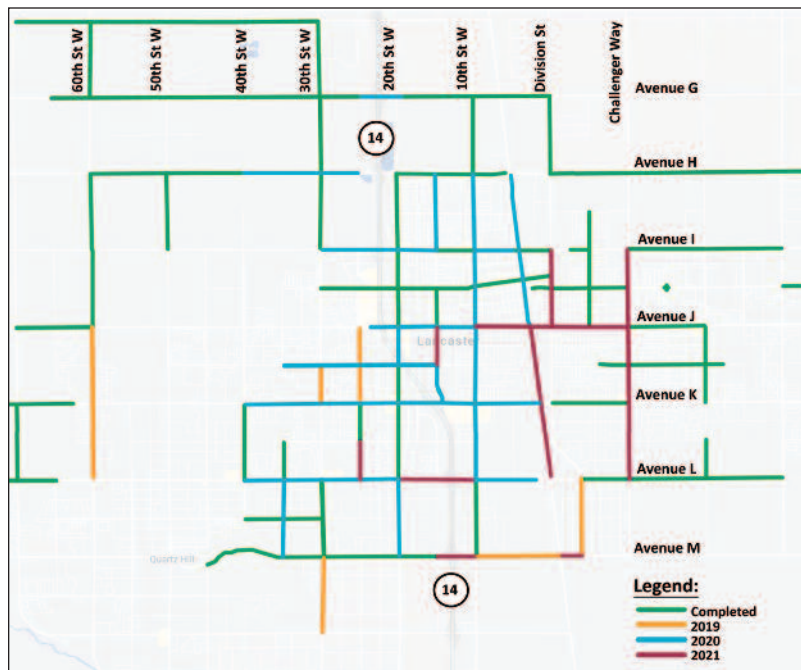 60th St W
50th St W
40th St W
30th St W
20th St W
10th St W
Division St
Challenger Way
Avenue G
14
Avenue H
Avenue I
Avenue J
Lancaster
Avenue K
Avenue L
Avenue M
Quartz Hill
14
Legend:
Completed
2019
2020
2021